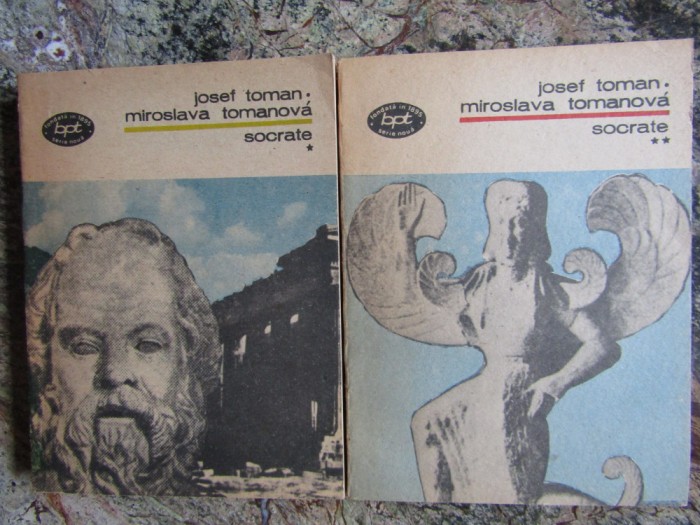 josef toman.
miroslava tomanová
socrate
*
fondată în 1895
bpt
serie nouă
josef toman.
miroslava tomanová
socrate
**
fondată în 1895
bpt
serie nouă